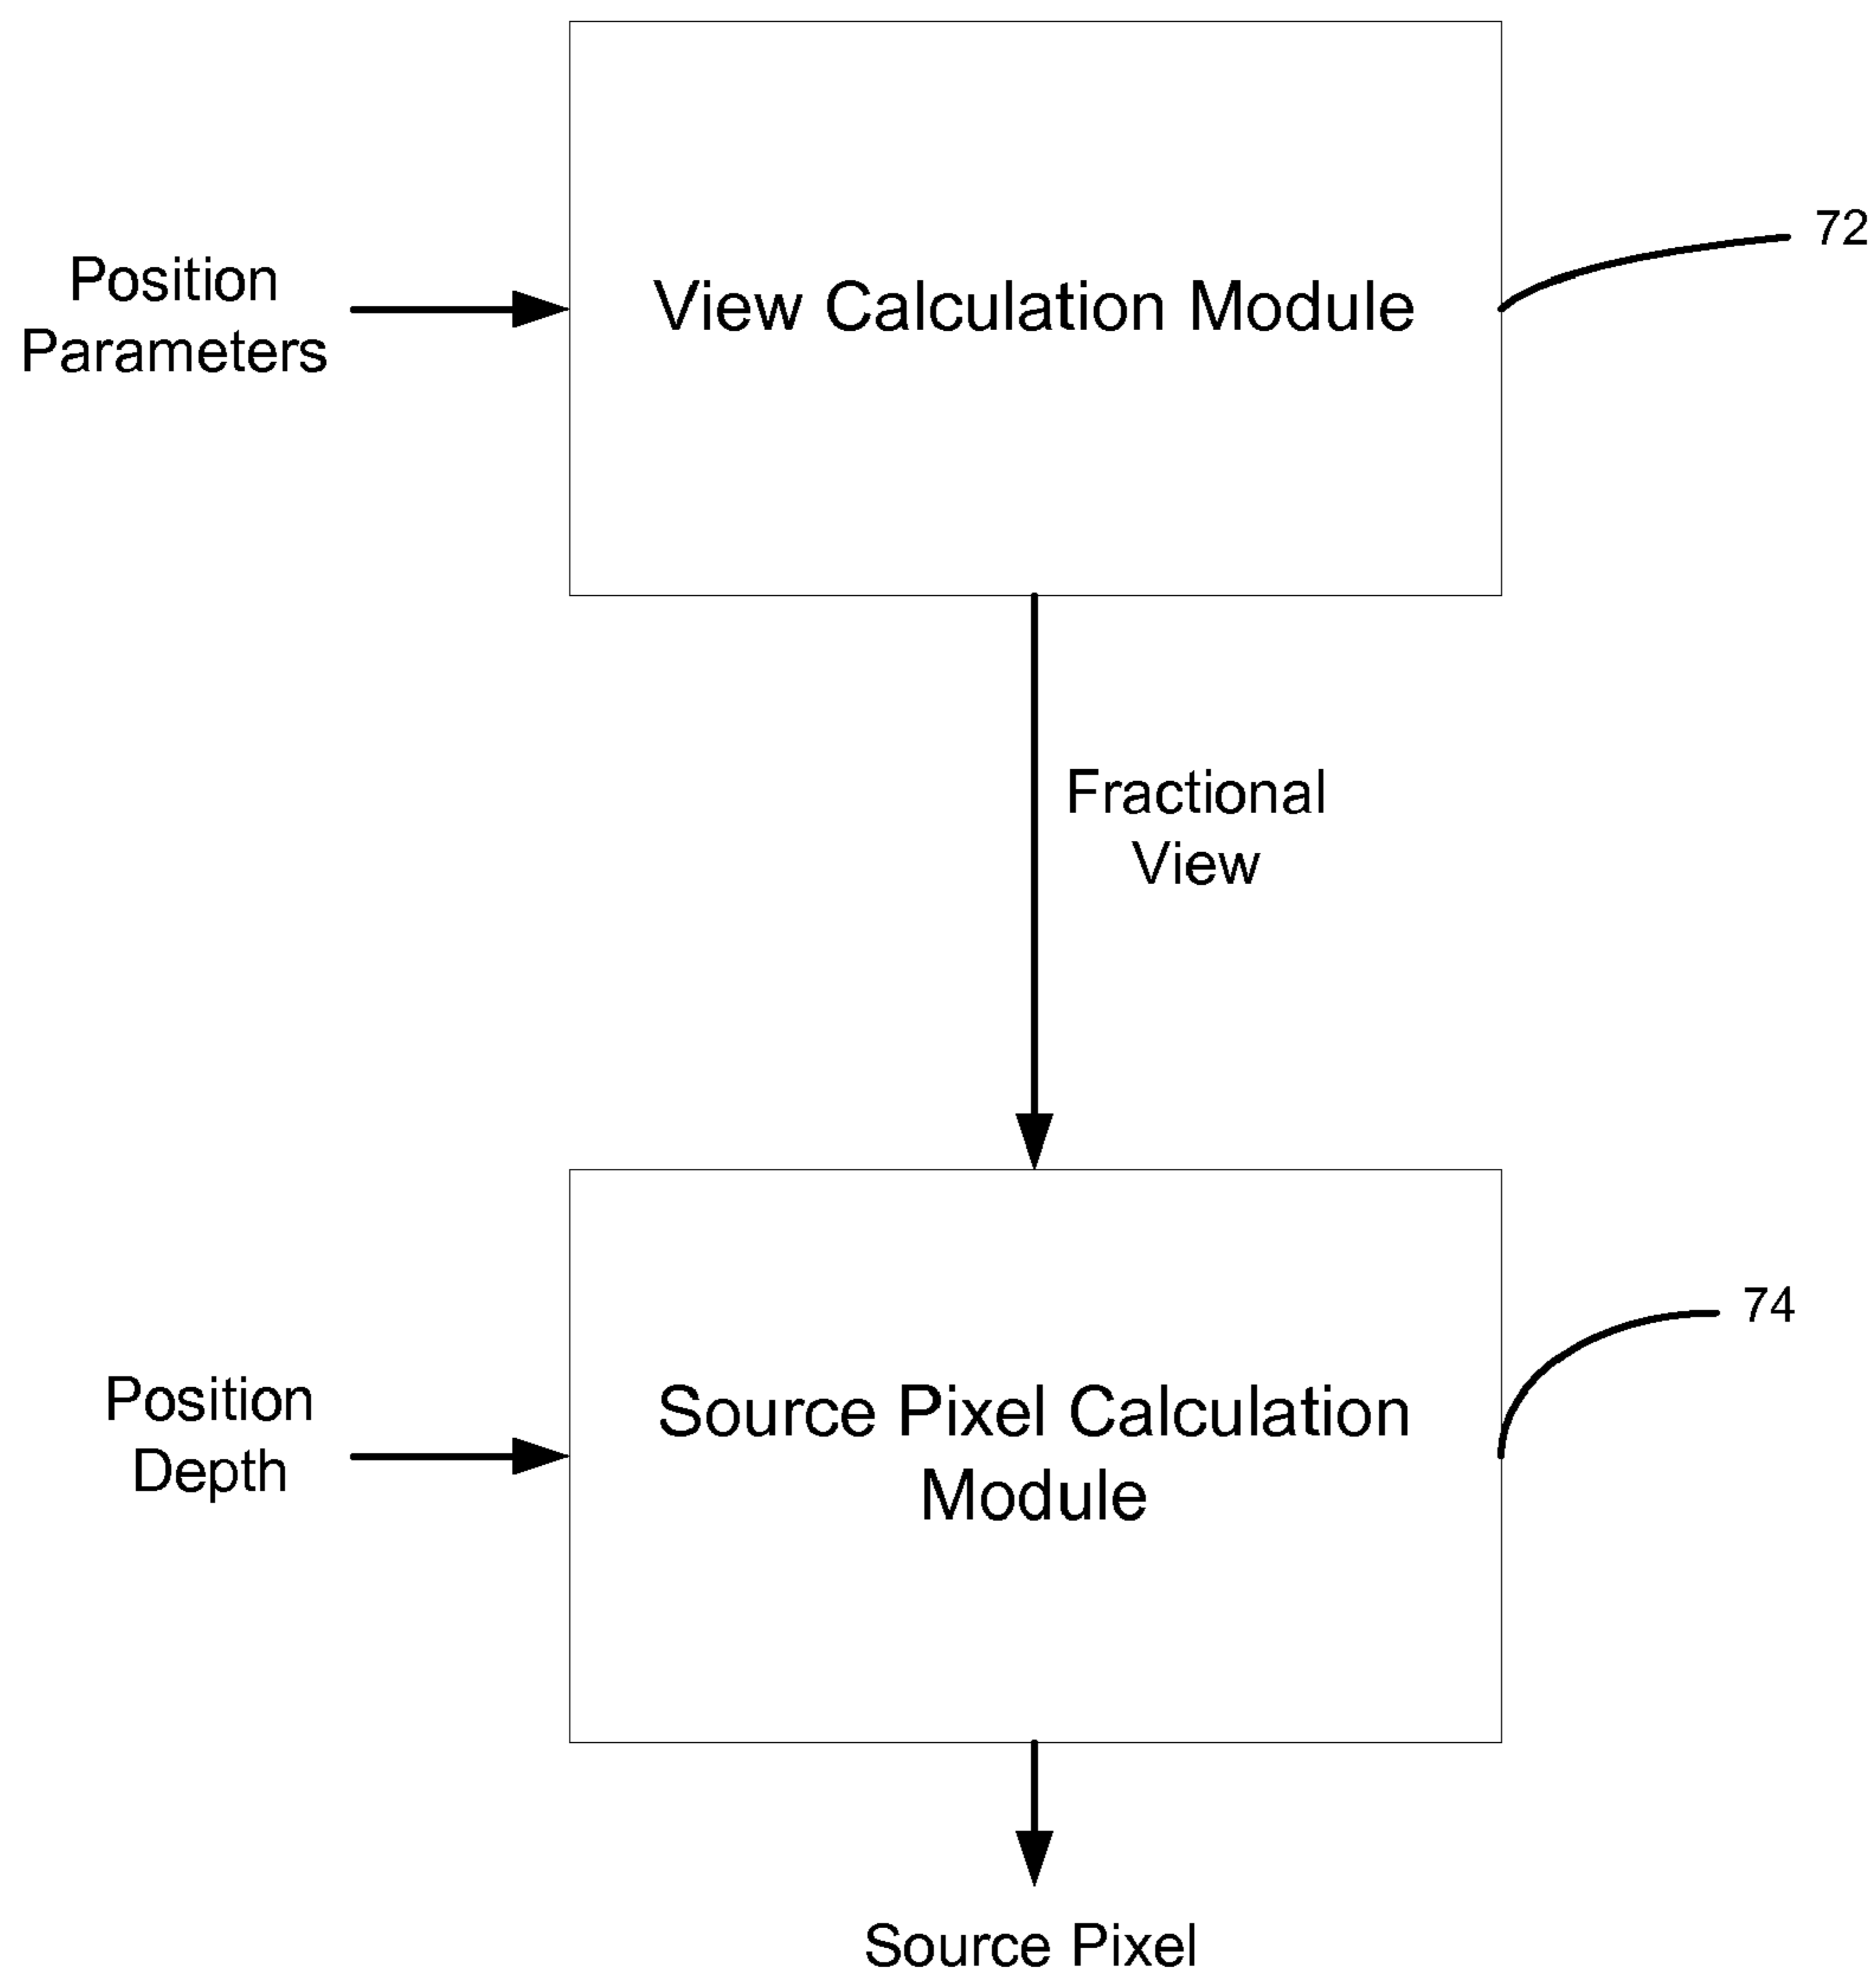 72
Position
Parameters
View Calculation Module
Fractional
View
74
Position
Depth
Source Pixel Calculation
Module
Source Pixel